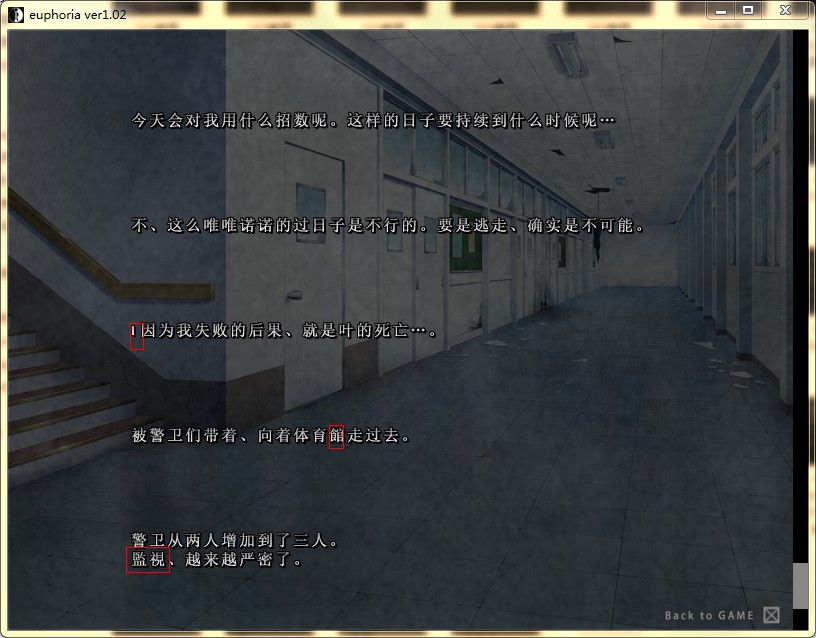 euphoria ver1.02
今天会对我用什么招数呢。这样的日子要持续到什么时候呢…
不、这么唯唯诺诺的过日子是不行的。要是逃走、确实是不可能。
I因为我失败的后果、就是叶的死亡…。
被警卫们带着、向着体育館走过去。
警卫从两人增加到了三人。
監視、越来越严密了。
Back to GAME